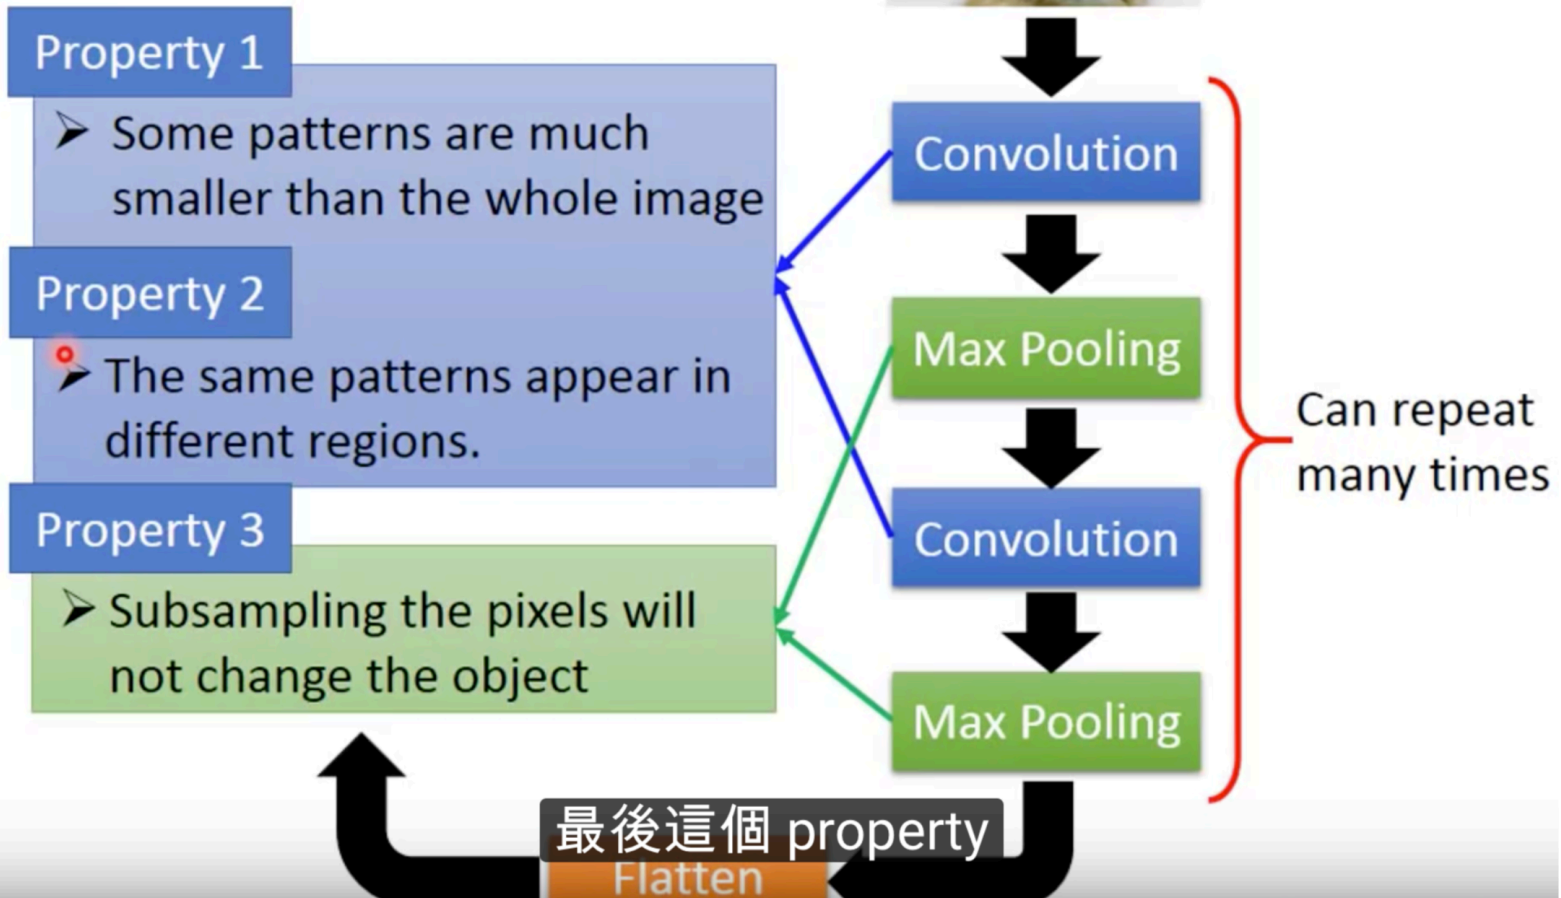 Property 1
Some patterns are much
smaller than the whole image
Property 2
The same patterns appear in
different regions.
Property 3
Subsampling the pixels will
not change the object
Convolution
Max Pooling
Convolution
Max Pooling
Can repeat
many times
最後這個 property
Flatten